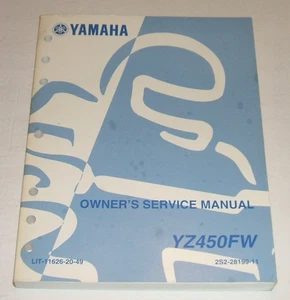 YAMAHA
OWNER'S SERVICE MANUAL
YZ450FW
LIT-11626-20-49
2S2-28199-11